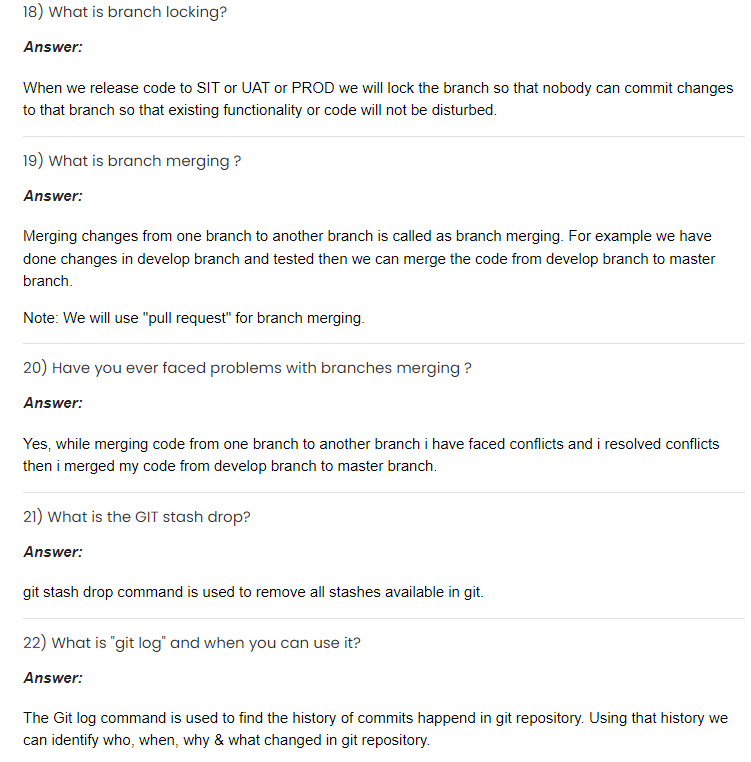 18) What is branch locking?
Answer:
When we release code to SIT or UAT or PROD we will lock the branch so that nobody can commit changes
to that branch so that existing functionality or code will not be disturbed.
19) What is branch merging ?
Answer:
Merging changes from one branch to another branch is called as branch merging. For example we have
done changes in develop branch and tested then we can merge the code from develop branch to master
branch.
Note: We will use "pull request" for branch merging.
20) Have you ever faced problems with branches merging ?
Answer:
Yes, while merging code from one branch to another branch i have faced conflicts and i resolved conflicts
then i merged my code from develop branch to master branch.
21) What is the GIT stash drop?
Answer:
git stash drop command is used to remove all stashes available in git.
22) What is "git log" and when you can use it?
Answer:
The Git log command is used to find the history of commits happend in git repository. Using that history we
can identify who, when, why & what changed in git repository.